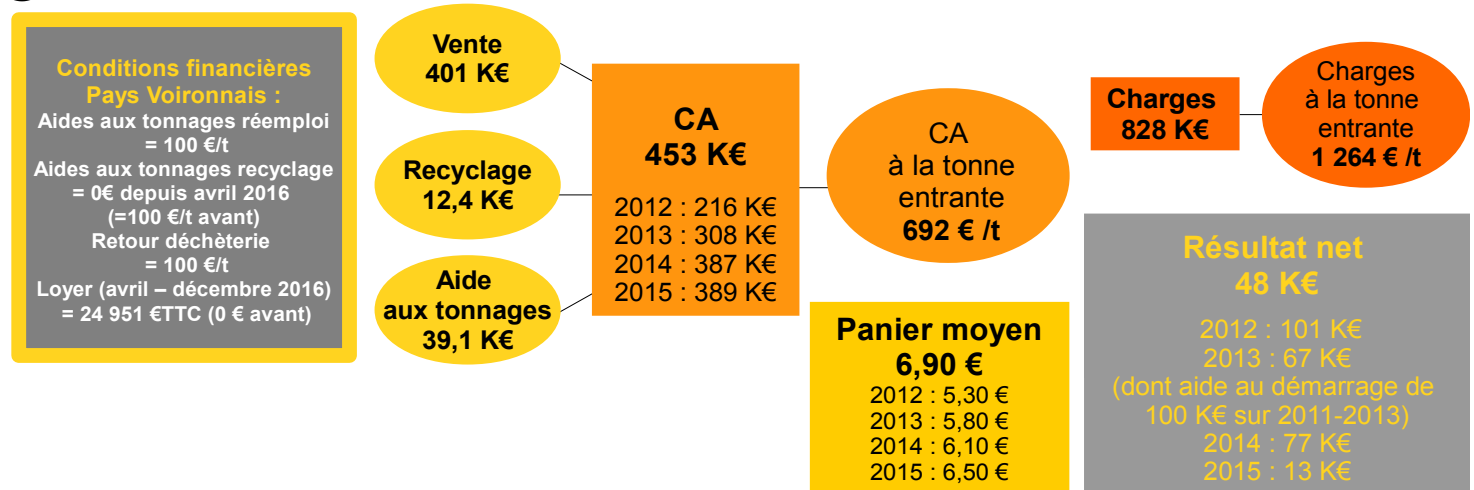 Conditions financières
Pays Voironnais :
Aides aux tonnages réemploi
= 100 €/t
Aides aux tonnages recyclage
= 0€ depuis avril 2016
(=100 €/t avant)
Retour déchèterie
= 100 €/t
Loyer (avril – décembre 2016)
= 24 951 €TTC (0 € avant)
Vente
401 K€
Recyclage
12,4 K€
Aide
aux tonnages
39,1 K€
CA
453 K€
2012 : 216 K€
2013 : 308 K€
2014 : 387 K€
2015 : 389 K€
CA
à la tonne
entrante
692 € /t
Panier moyen
6,90 €
2012 : 5,30 €
2013 : 5,80 €
2014 : 6,10 €
2015 : 6,50 €
Charges
828 K€
Charges
à la tonne
entrante
1 264 € /t
Résultat net
48 K€
2012 : 101 K€
2013 : 67 K€
(dont aide au démarrage de
100 K€ sur 2011-2013)
2014 : 77 K€
2015 : 13 K€